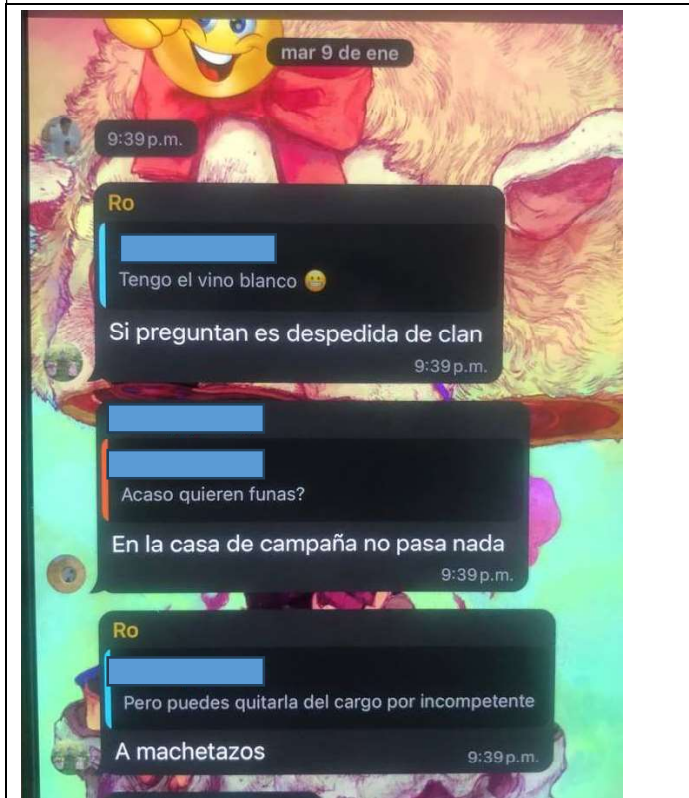 mar 9 de ene
9:39 p.m.
Ro
Tengo el vino blanco 😬
Si preguntan es despedida de clan
9:39 p.m.
Acaso quieren funas?
En la casa de campaña no pasa nada
9:39 p.m.
Ro
Pero puedes quitarla del cargo por incompetente
A machetazos
9:39 p.m.